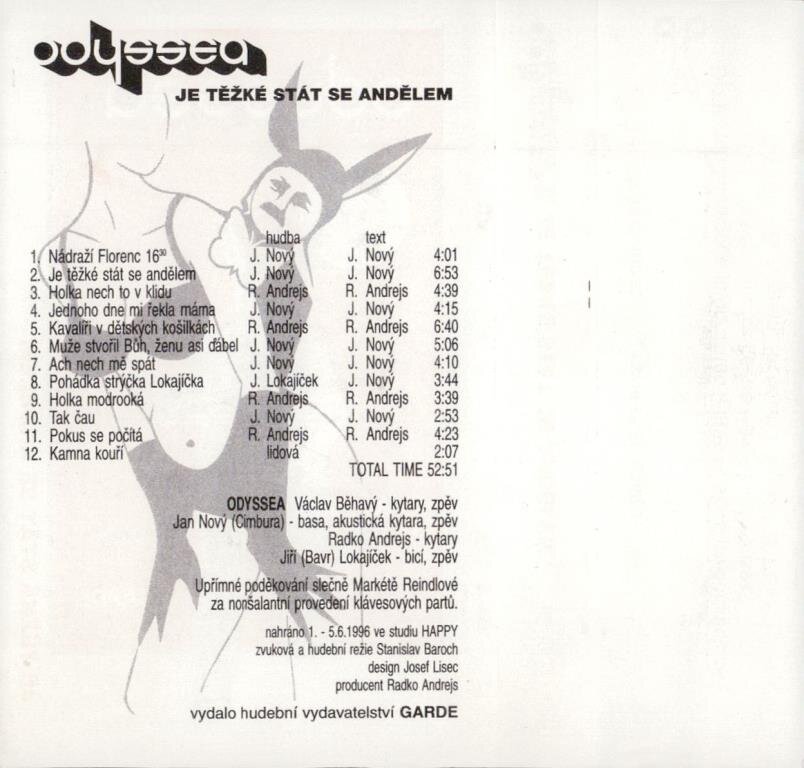 odyssea
JE TĚŽKÉ STÁT SE ANDĚLEM
hudba text
1. Nádraží Florenc 16³⁰ J. Nový J. Nový 4:01
2. Je těžké stát se andělem J. Nový J. Nový 6:53
3. Holka nech to v klidu R. Andrejs R. Andrejs 4:39
4. Jednoho dne mi řekla máma J. Nový J. Nový 4:15
5. Kavalíři v dětských košilkách R. Andrejs R. Andrejs 6:40
6. Muže stvořil Bůh, ženu asi ďábel J. Nový J. Nový 5:06
7. Ach nech mě spát J. Nový J. Nový 4:10
8. Pohádka strýčka Lokajíčka J. Lokajíček J. Nový 3:44
9. Holka modrooká R. Andrejs R. Andrejs 3:39
10. Tak čau J. Nový J. Nový 2:53
11. Pokus se počítá R. Andrejs R. Andrejs 4:23
12. Kamna kouří lidová 2:07
TOTAL TIME 52:51
ODYSSEA Václav Běhavý - kytary, zpěv
Jan Nový (Cimbura) - basa, akustická kytara, zpěv
Radko Andrejs - kytary
Jiří (Bavr) Lokajíček - bicí, zpěv
Upřímné poděkování slečně Markétě Reindlové
za nonšalantní provedení klávesových partů.
nahráno 1. - 5.6.1996 ve studiu HAPPY
zvuková a hudební režie Stanislav Baroch
design Josef Lisec
producent Radko Andrejs
vydalo hudební vydavatelství GARDE